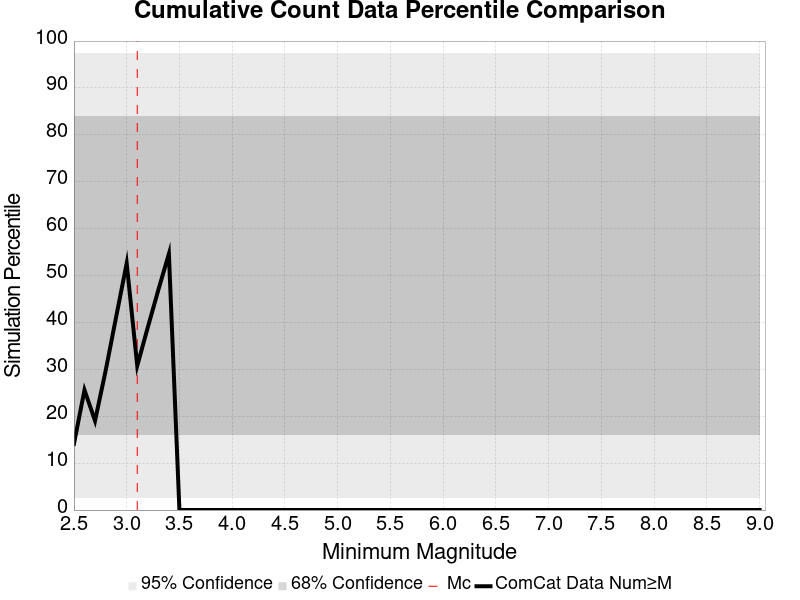 Cumulative Count Data Percentile Comparison
100
90
80
70
60
50
40
30
20
10
0
Simulation Percentile
2.5 3.0 3.5 4.0 4.5 5.0 5.5 6.0 6.5 7.0 7.5 8.0 8.5 9.0
Minimum Magnitude
95% Confidence 68% Confidence Mc ComCat Data Num≥M